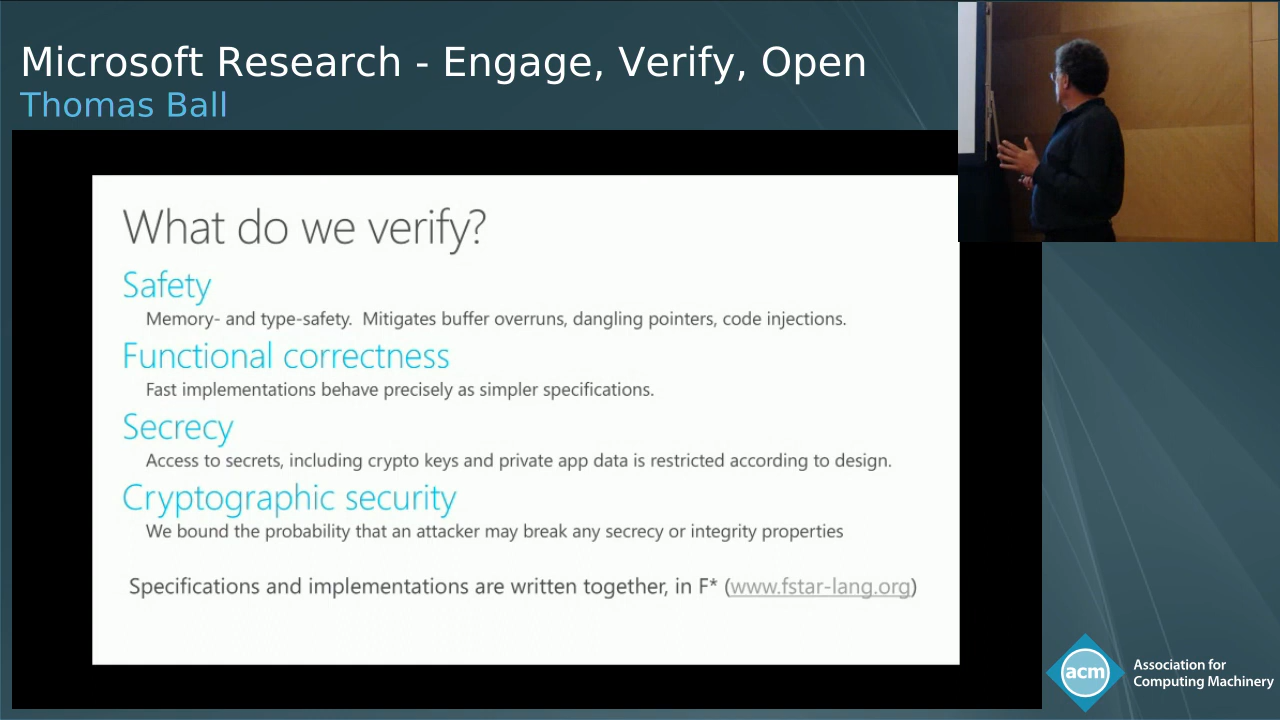 Microsoft Research - Engage, Verify, Open
Thomas Ball
What do we verify?
Safety
Memory- and type-safety.  Mitigates buffer overruns, dangling pointers, code injections.
Functional correctness
Fast implementations behave precisely as simpler specifications.
Secrecy
Access to secrets, including crypto keys and private app data is restricted according to design.
Cryptographic security
We bound the probability that an attacker may break any secrecy or integrity properties
Specifications and implementations are written together, in F* (www.fstar-lang.org)
acm
Association for
Computing Machinery